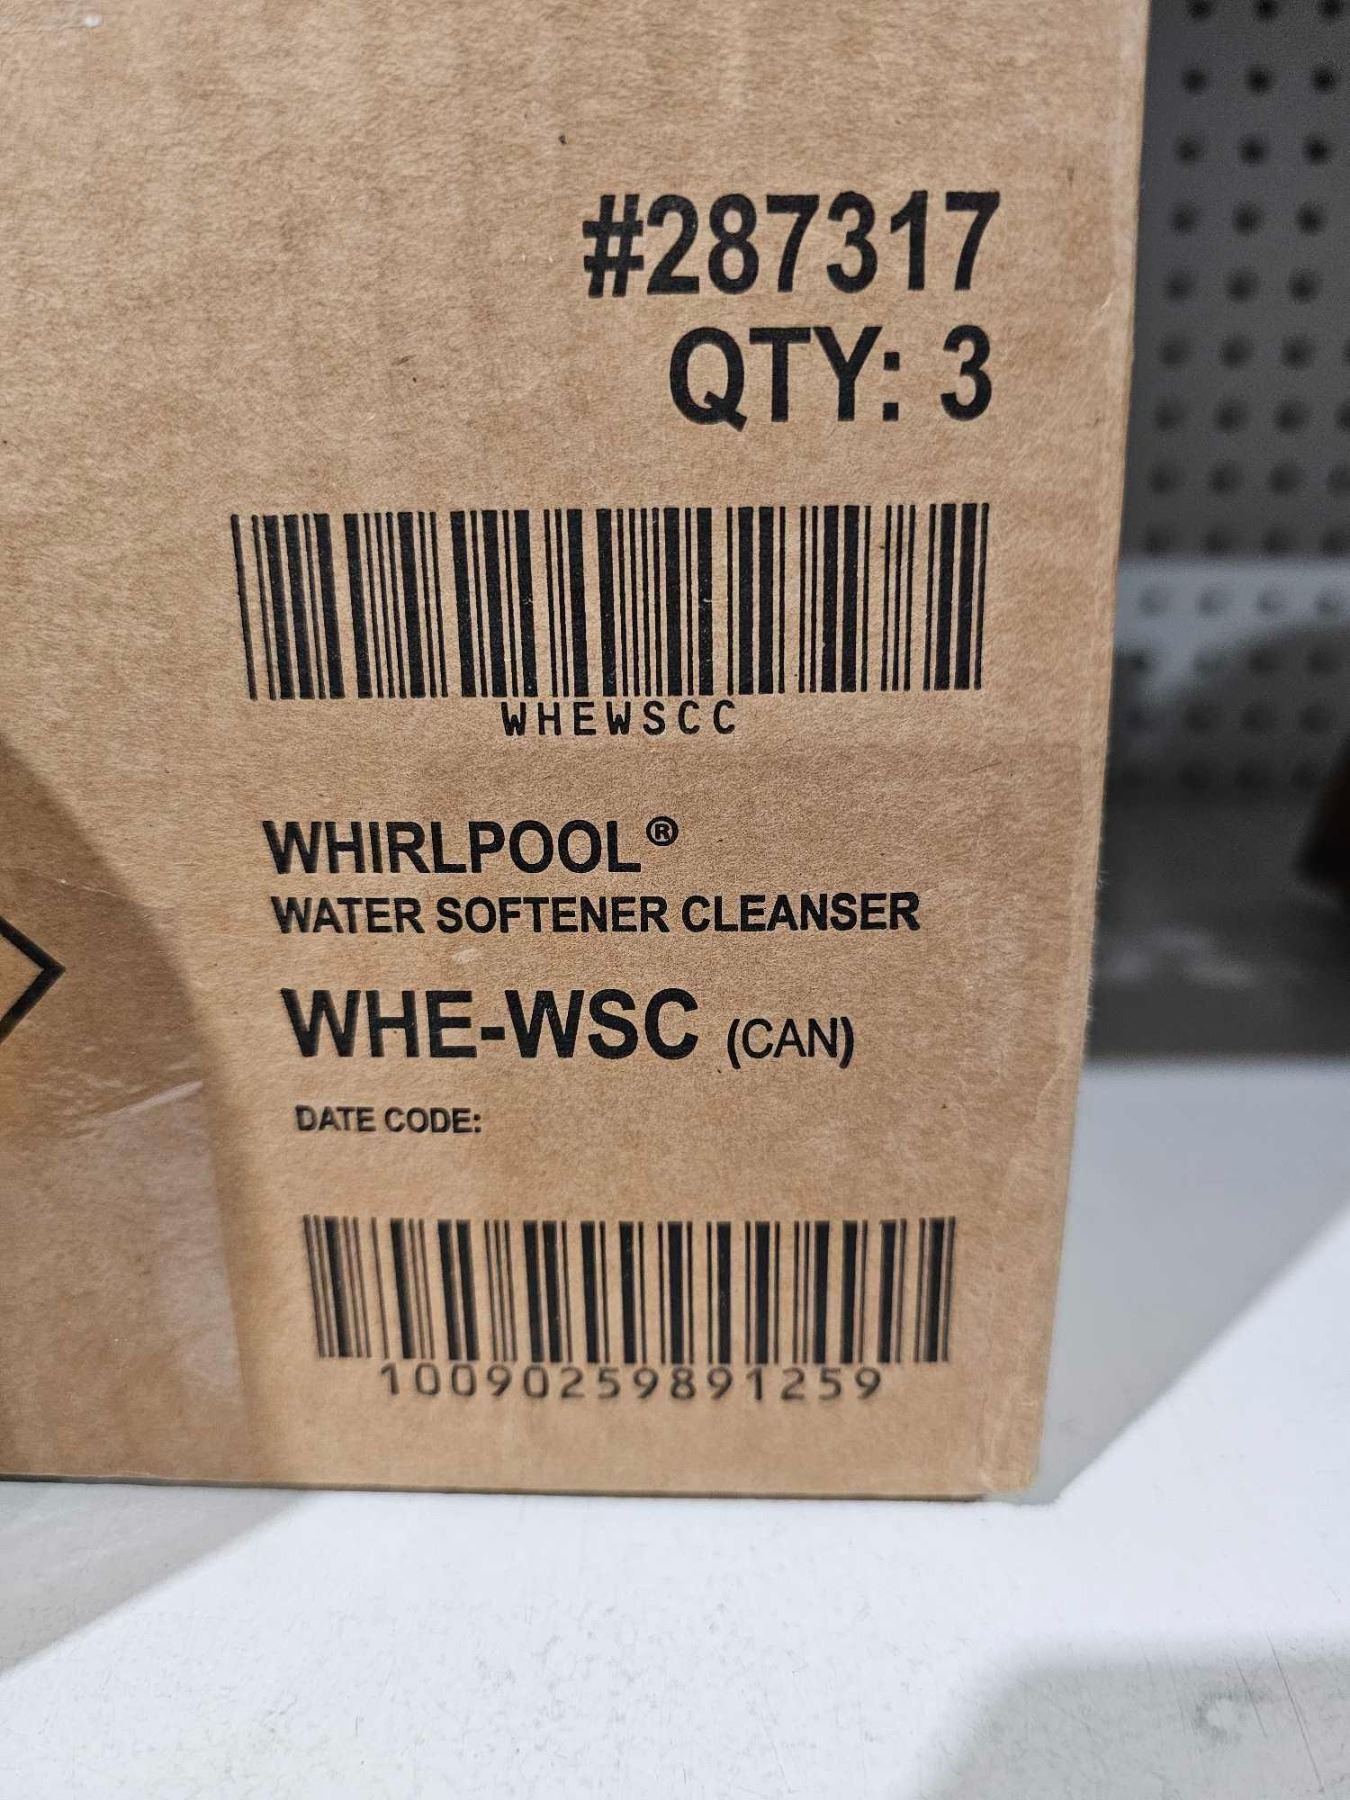 #287317
QTY: 3
WHEWSCC
WHIRLPOOL®
WATER SOFTENER CLEANSER
WHE-WSC (CAN)
DATE CODE:
10090259891259